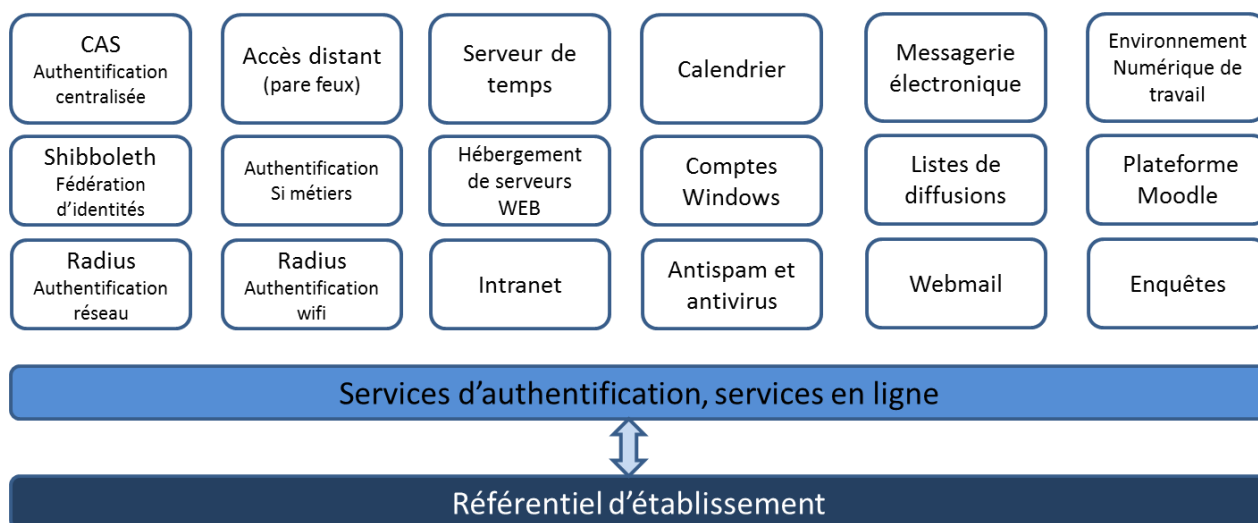 CAS
Authentification
centralisée
Accès distant
(pare feux)
Serveur de
temps
Calendrier
Messagerie
électronique
Environnement
Numérique de
travail
Shibboleth
Fédération
d’identités
Authentification
Si métiers
Hébergement
de serveurs
WEB
Comptes
Windows
Listes de
diffusions
Plateforme
Moodle
Radius
Authentification
réseau
Radius
Authentification
wifi
Intranet
Antispam et
antivirus
Webmail
Enquêtes
Services d’authentification, services en ligne
Référentiel d’établissement